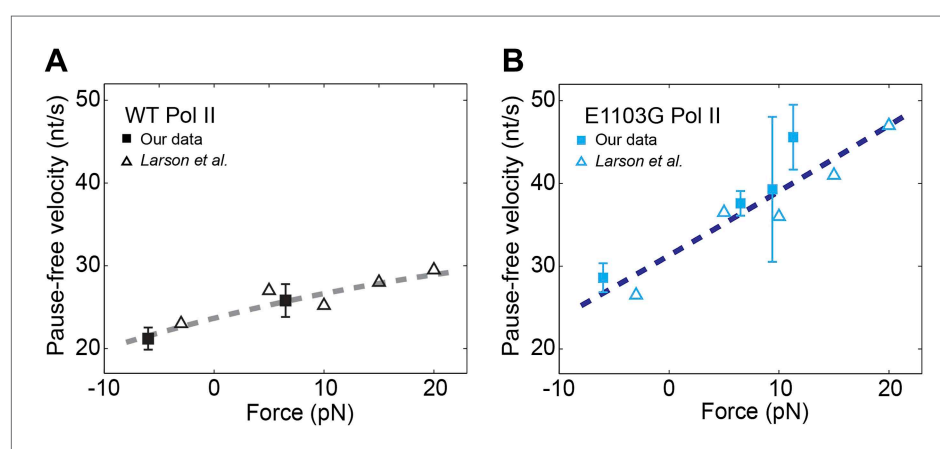 A
WT Pol II
Our data
Larson et al.
50
40
30
20
-10
0
10
20
Pause-free velocity (nt/s)
Force (pN)
B
E1103G Pol II
Our data
Larson et al.
50
40
30
20
-10
0
10
20
Pause-free velocity (nt/s)
Force (pN)